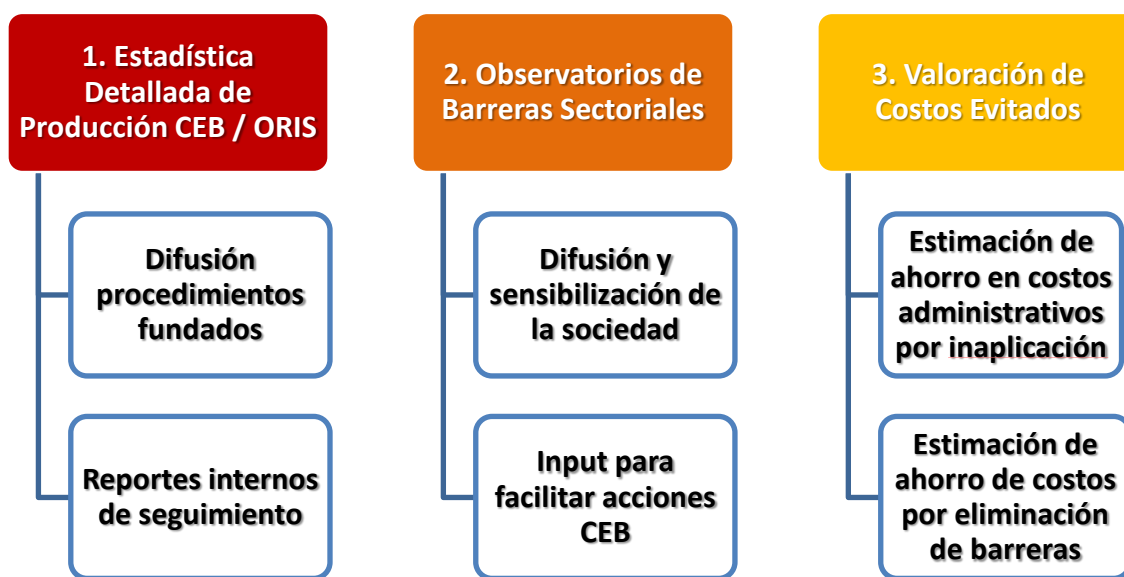 1. Estadística
Detallada de
Producción CEB / ORIS
Difusión
procedimientos
fundados
Reportes internos
de seguimiento
2. Observatorios de
Barreras Sectoriales
Difusión y
sensibilización de
la sociedad
Input para
facilitar acciones
CEB
3. Valoración de
Costos Evitados
Estimación de
ahorro en costos
administrativos
por inaplicación
Estimación de
ahorro de costos
por eliminación
de barreras